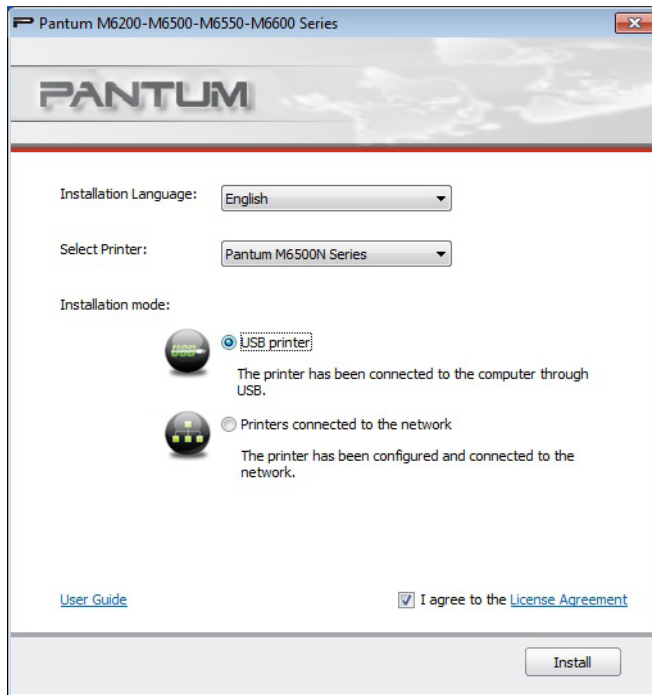 Pantum M6200-M6500-M6550-M6600 Series
PANTUM
Installation Language:
English
Select Printer:
Pantum M6500N Series
Installation mode:
USB
USB printer
The printer has been connected to the computer through
USB.
Printers connected to the network
The printer has been configured and connected to the
network.
User Guide
I agree to the License Agreement
Install